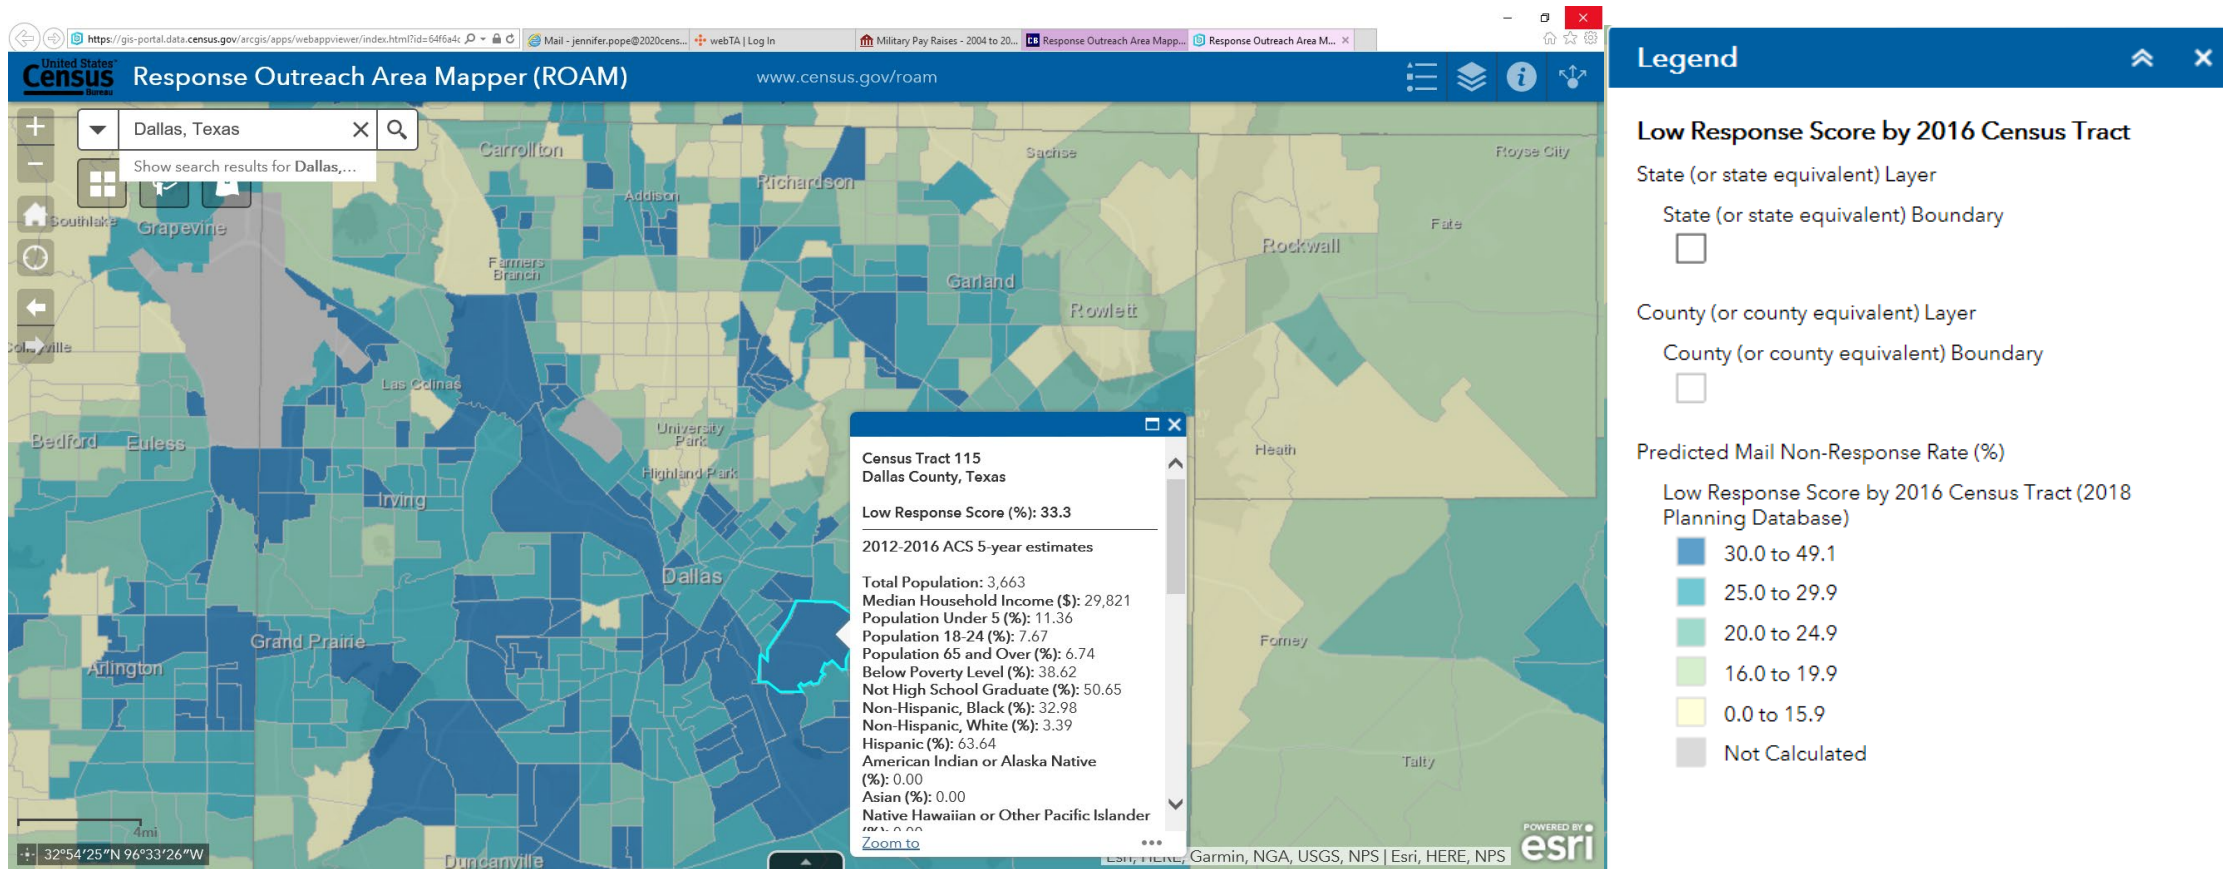 https://gis-portal.data.census.gov/arcgis/apps/webappviewer/index.html?id=64f6a4c
Mail - jennifer.pope@2020cens...
webTA | Log In
Military Pay Raises - 2004 to 20...
Response Outreach Area Mapp...
Response Outreach Area M...
United States
Census
Bureau
Response Outreach Area Mapper (ROAM)
www.census.gov/roam
Dallas, Texas
Show search results for Dallas,...
Carrollton
Sachse
Royse City
Richardson
Addison
Southlake
Grapevine
Fate
Rockwall
Farmers
Branch
Garland
Rowlett
Las Colinas
University
Park
Bedford
Euless
Heath
Highland Park
Irving
Dallas
Grand Prairie
Forney
Arlington
Talty
Duncanville
Census Tract 115
Dallas County, Texas
Low Response Score (%): 33.3
2012-2016 ACS 5-year estimates
Total Population: 3,663
Median Household Income ($): 29,821
Population Under 5 (%): 11.36
Population 18-24 (%): 7.67
Population 65 and Over (%): 6.74
Below Poverty Level (%): 38.62
Not High School Graduate (%): 50.65
Non-Hispanic, Black (%): 32.98
Non-Hispanic, White (%): 3.39
Hispanic (%): 63.64
American Indian or Alaska Native
(%): 0.00
Asian (%): 0.00
Native Hawaiian or Other Pacific Islander
(%): 0.00
Zoom to
4mi
32°54'25"N 96°33'26"W
Esri, HERE, Garmin, NGA, USGS, NPS | Esri, HERE, NPS
POWERED BY
esri
Legend
Low Response Score by 2016 Census Tract
State (or state equivalent) Layer
State (or state equivalent) Boundary
County (or county equivalent) Layer
County (or county equivalent) Boundary
Predicted Mail Non-Response Rate (%)
Low Response Score by 2016 Census Tract (2018
Planning Database)
30.0 to 49.1
25.0 to 29.9
20.0 to 24.9
16.0 to 19.9
0.0 to 15.9
Not Calculated